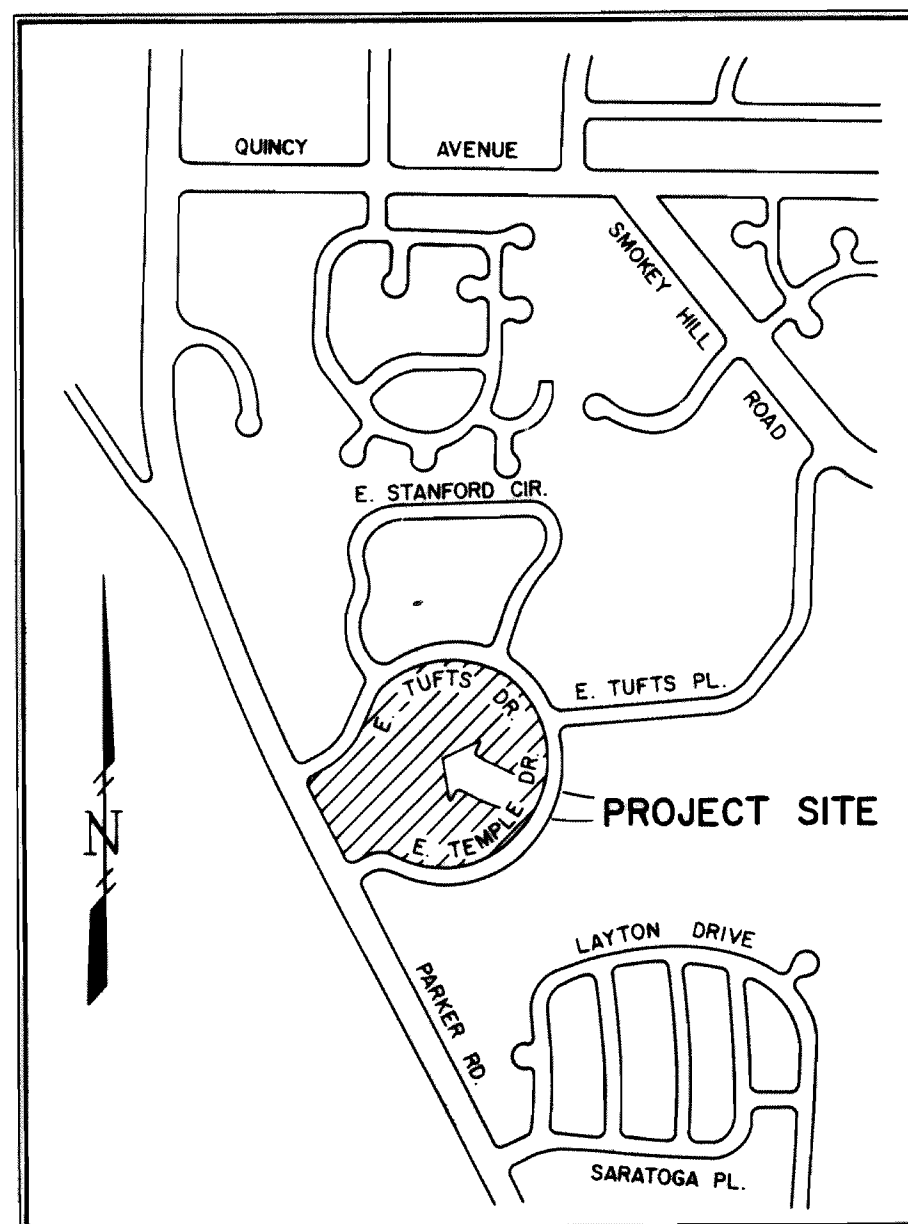 QUINCY AVENUE
SMOKEY HILL ROAD
E. STANFORD CIR.
E. TUFTS DR.
E. TUFTS PL.
E. TEMPLE DR.
PROJECT SITE
N
LAYTON DRIVE
PARKER RD.
SARATOGA PL.